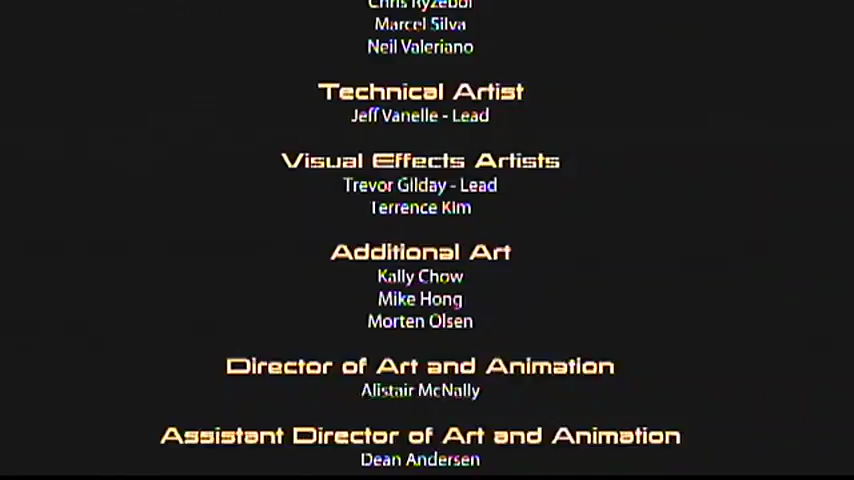 Chris Ryzebol
Marcel Silva
Neil Valeriano
Technical Artist
Jeff Vanelle - Lead
Visual Effects Artists
Trevor Gilday - Lead
Terrence Kim
Additional Art
Kally Chow
Mike Hong
Morten Olsen
Director of Art and Animation
Alistair McNally
Assistant Director of Art and Animation
Dean Andersen